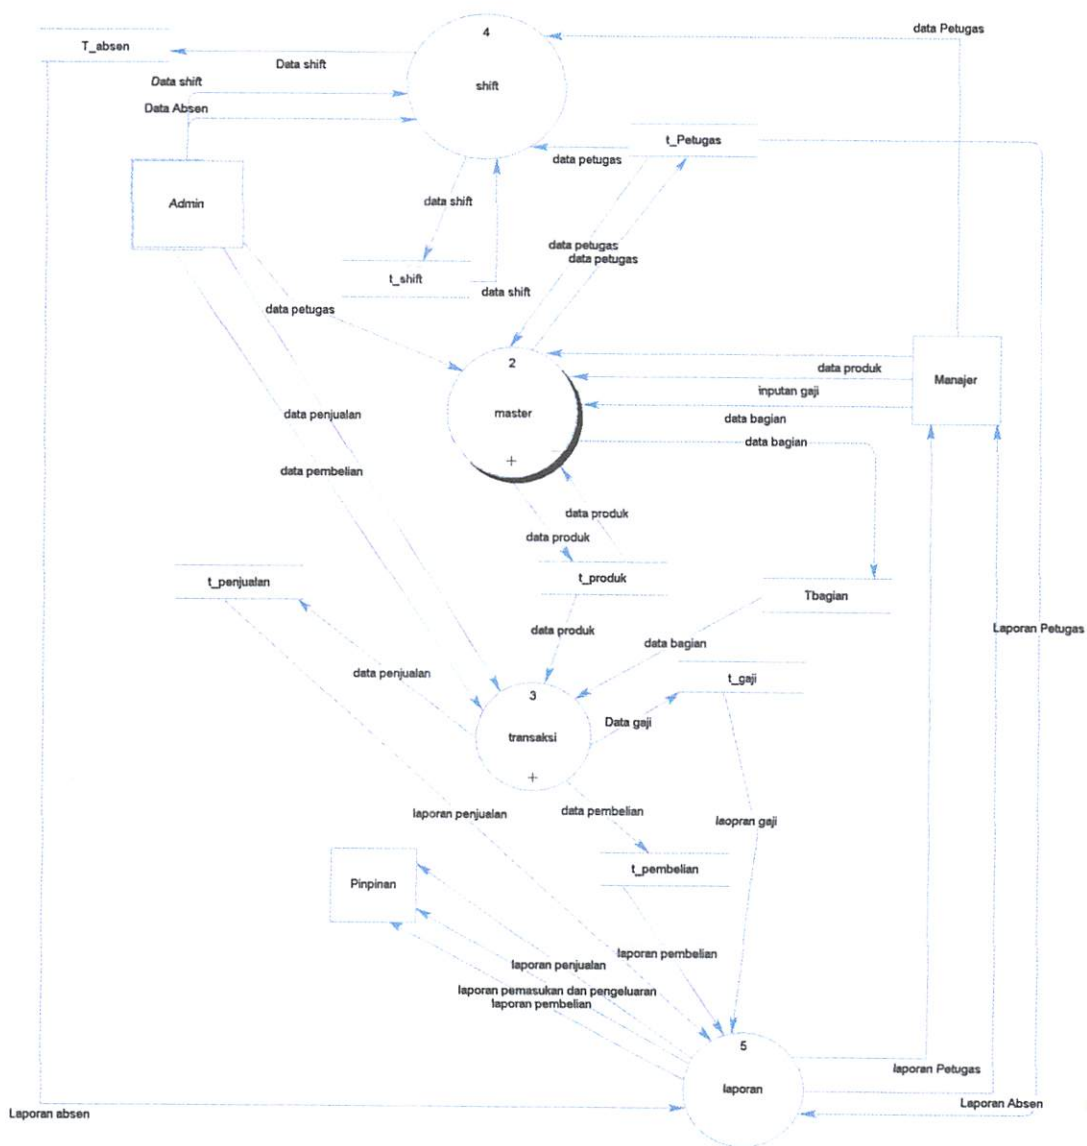 4
data Petugas
T_absen
Data shift
shift
Data shift
Data Absen
t_Petugas
data petugas
Admin
data shift
data petugas
data petugas
t_shift
data shift
data petugas
2
data produk
Manajer
inputan gaji
master
data penjualan
data bagian
data bagian
+
data pembelian
data produk
data produk
t_penjualan
t_produk
Tbagian
data produk
Laporan Petugas
data bagian
data penjualan
t_gaji
3
Data gaji
transaksi
+
laporan penjualan
data pembelian
laopran gaji
t_pembelian
Pinpinan
laporan pembelian
laporan penjualan
laporan pemasukan dan pengeluaran
laporan pembelian
5
laporan Petugas
laporan
Laporan Absen
Laporan absen